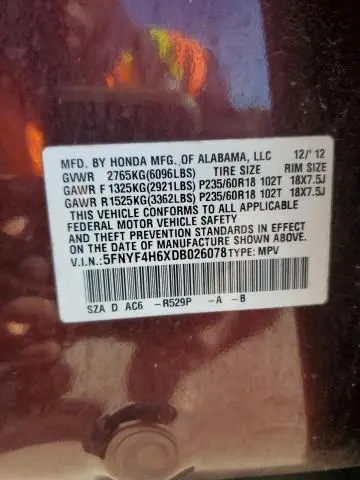 MFD. BY HONDA MFG. OF ALABAMA, LLC 12/'12
GVWR 2765KG(6096LBS) TIRE SIZE RIM SIZE
GAWR F 1325KG(2921LBS) P235/60R18 102T 18X7.5J
GAWR R 1525KG(3362LBS) P235/60R18 102T 18X7.5J
THIS VEHICLE CONFORMS TO ALL APPLICABLE
FEDERAL MOTOR VEHICLE SAFETY
AND THEFT PREVENTION STANDARDS IN EFFECT
ON THE DATE OF MANUFACTURE SHOWN ABOVE.
V.I.N.: 5FNYF4H6XDB026078 TYPE: MPV
SZA D AC6 -R529P -A -B